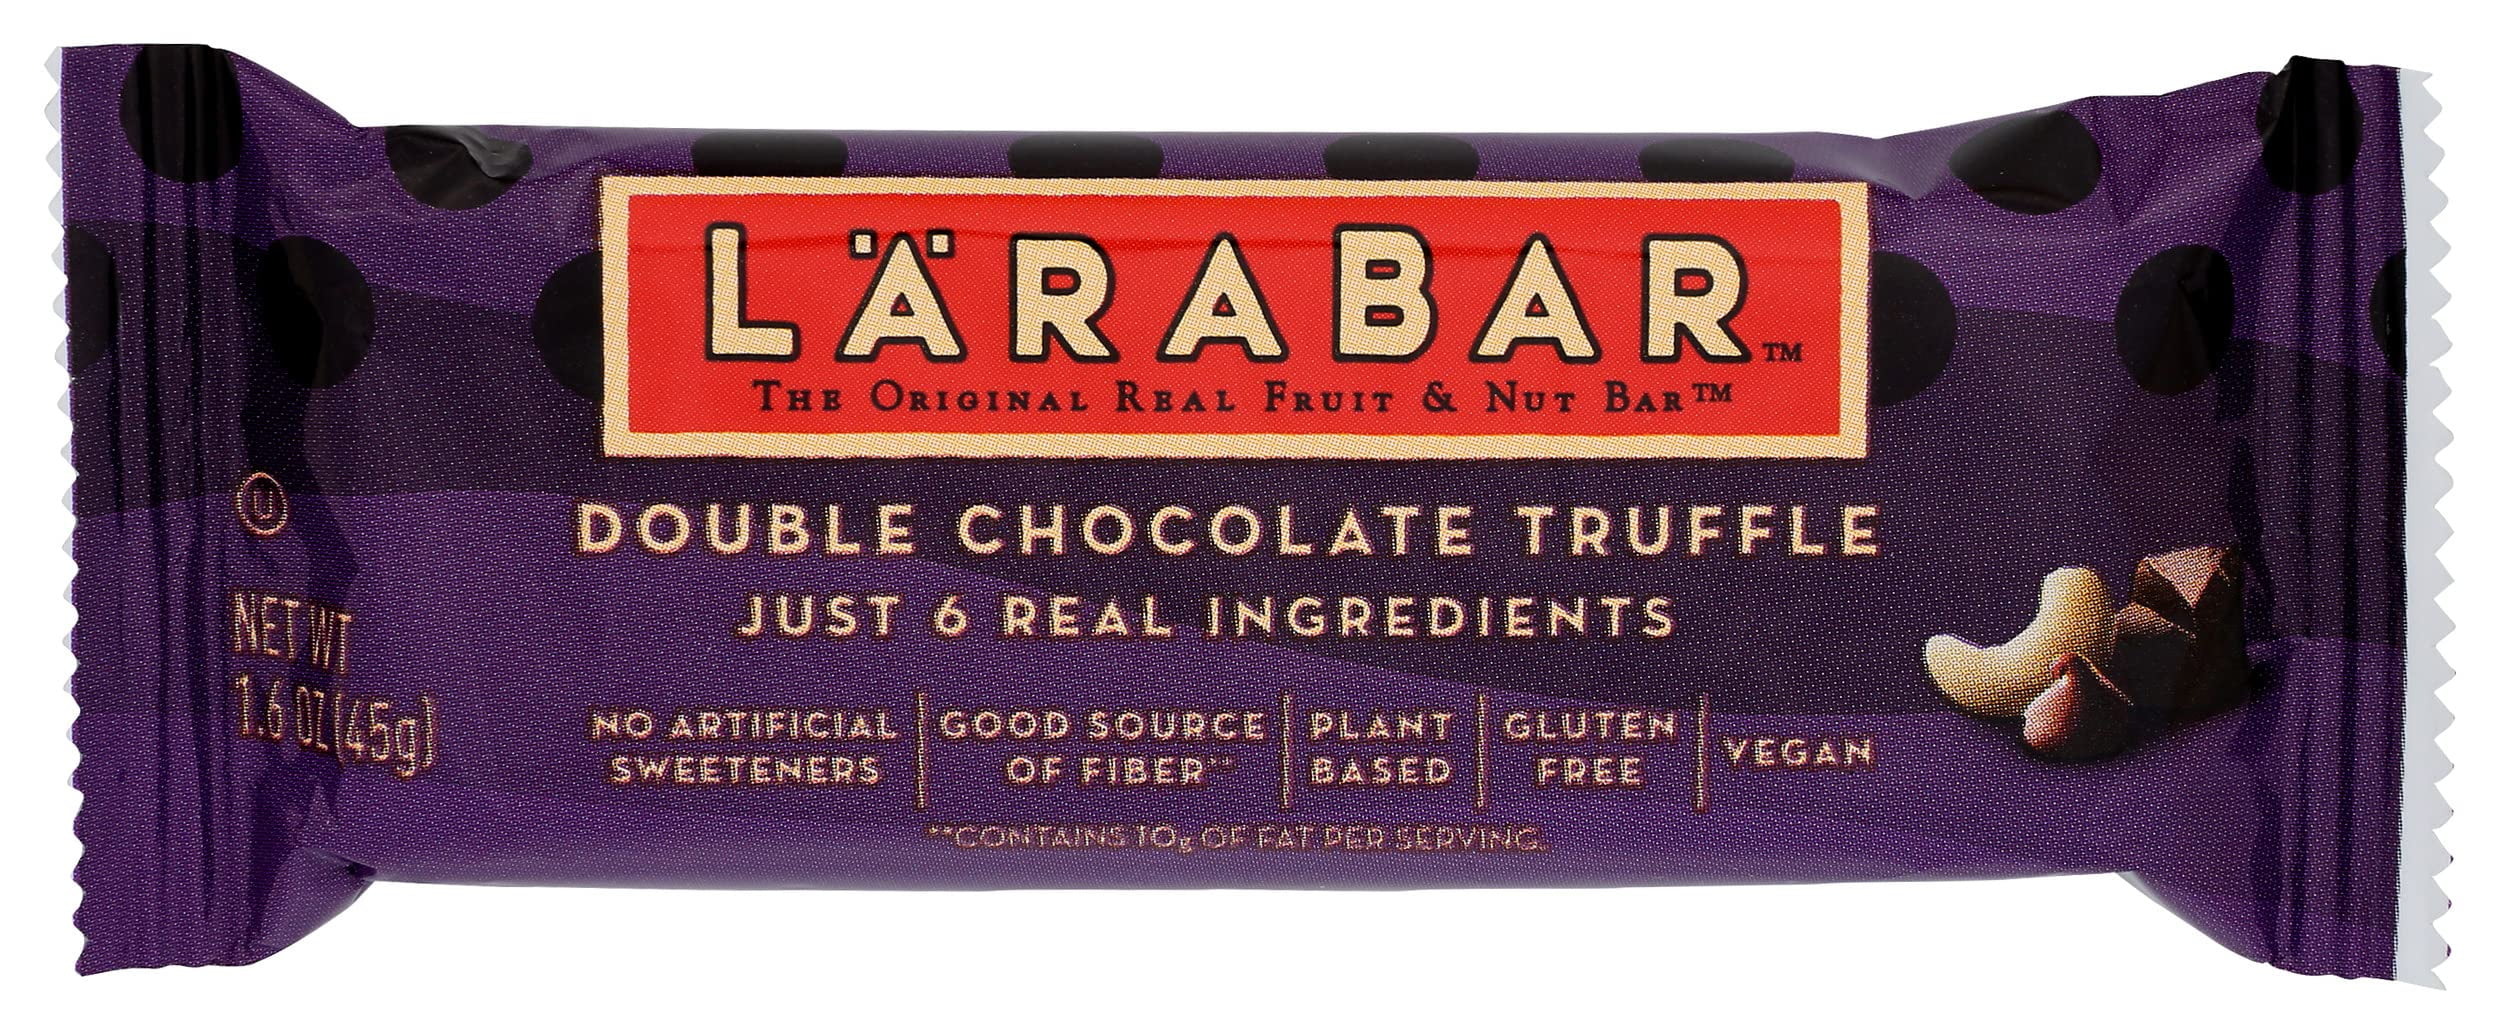 LÄRABAR™
THE ORIGINAL REAL FRUIT & NUT BAR™
DOUBLE CHOCOLATE TRUFFLE
JUST 6 REAL INGREDIENTS
U
NET WT
1.6 OZ (45g)
NO ARTIFICIAL
SWEETENERS
GOOD SOURCE
OF FIBER**
PLANT
BASED
GLUTEN
FREE
VEGAN
**CONTAINS 10g OF FAT PER SERVING.